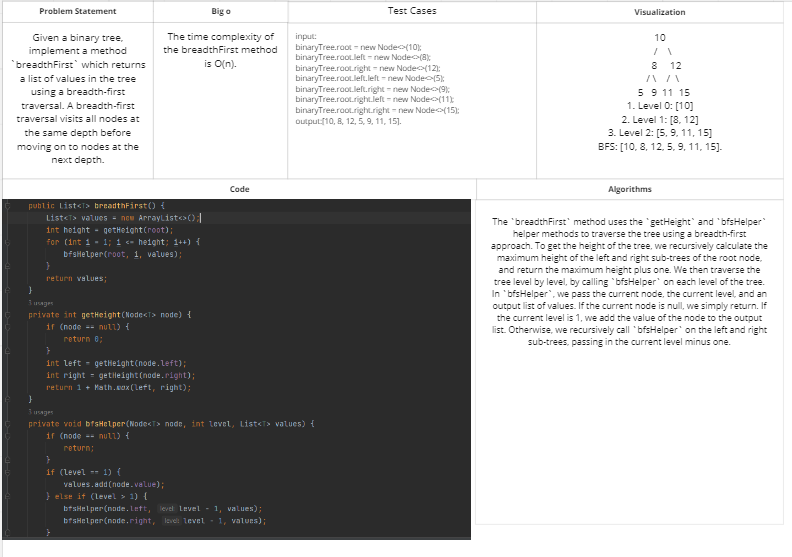 Problem Statement
Big o
Test Cases
Visualization
Given a binary tree,
implement a method
`breadthFirst` which returns
a list of values in the tree
using a breadth-first
traversal. A breadth-first
traversal visits all nodes at
the same depth before
moving on to nodes at the
next depth.
The time complexity of
the breadthFirst method
is O(n).
input:
binaryTree.root = new Node<>(10);
binaryTree.root.left = new Node<>(8);
binaryTree.root.right = new Node<>(12);
binaryTree.root.left.left = new Node<>(5);
binaryTree.root.left.right = new Node<>(9);
binaryTree.root.right.left = new Node<>(11);
binaryTree.root.right.right = new Node<>(15);
output:[10, 8, 12, 5, 9, 11, 15].
10
/ \
8 12
/\ / \
5 9 11 15
1. Level 0: [10]
2. Level 1: [8, 12]
3. Level 2: [5, 9, 11, 15]
BFS: [10, 8, 12, 5, 9, 11, 15].
Code
public List<T> breadthFirst() {
List<T> values = new ArrayList<>();
int height = getHeight(root);
for (int i = 1; i <= height; i++) {
bfsHelper(root, i, values);
}
return values;
}
3 usages
private int getHeight(Node<T> node) {
if (node == null) {
return 0;
}
int left = getHeight(node.left);
int right = getHeight(node.right);
return 1 + Math.max(left, right);
}
3 usages
private void bfsHelper(Node<T> node, int level, List<T> values) {
if (node == null) {
return;
}
if (level == 1) {
values.add(node.value);
} else if (level > 1) {
bfsHelper(node.left, level: level - 1, values);
bfsHelper(node.right, level: level - 1, values);
}
Algorithms
The `breadthFirst` method uses the `getHeight` and `bfsHelper`
helper methods to traverse the tree using a breadth-first
approach. To get the height of the tree, we recursively calculate the
maximum height of the left and right sub-trees of the root node,
and return the maximum height plus one. We then traverse the
tree level by level, by calling `bfsHelper` on each level of the tree.
In `bfsHelper`, we pass the current node, the current level, and an
output list of values. If the current node is null, we simply return. If
the current level is 1, we add the value of the node to the output
list. Otherwise, we recursively call `bfsHelper` on the left and right
sub-trees, passing in the current level minus one.